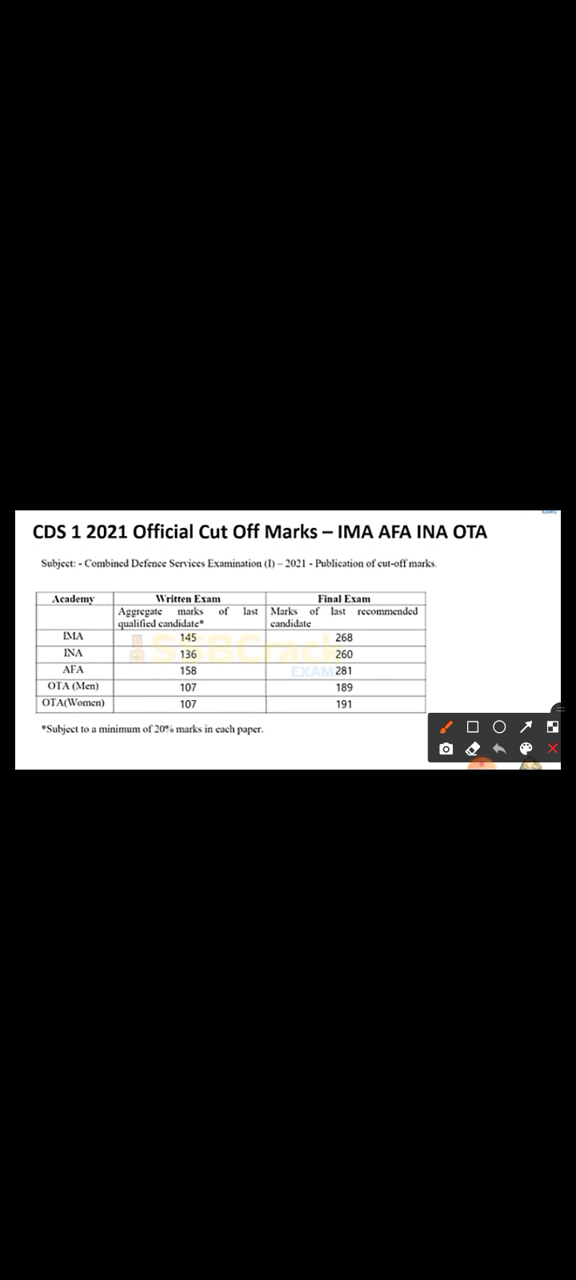 CDS 1 2021 Official Cut Off Marks – IMA AFA INA OTA
Subject: - Combined Defence Services Examination (I) – 2021 - Publication of cut-off marks.
Academy Written Exam Final Exam
Aggregate marks of last qualified candidate* Marks of last recommended candidate
IMA 145 268
INA 136 260
AFA 158 281
OTA (Men) 107 189
OTA(Women) 107 191
*Subject to a minimum of 20% marks in each paper.
SSBCrack
EXAM